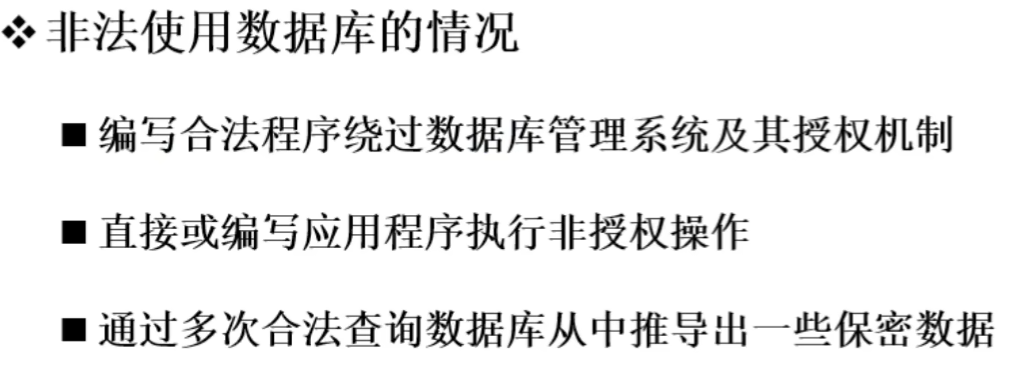 ❖非法使用数据库的情况
■编写合法程序绕过数据库管理系统及其授权机制
■直接或编写应用程序执行非授权操作
■通过多次合法查询数据库从中推导出一些保密数据